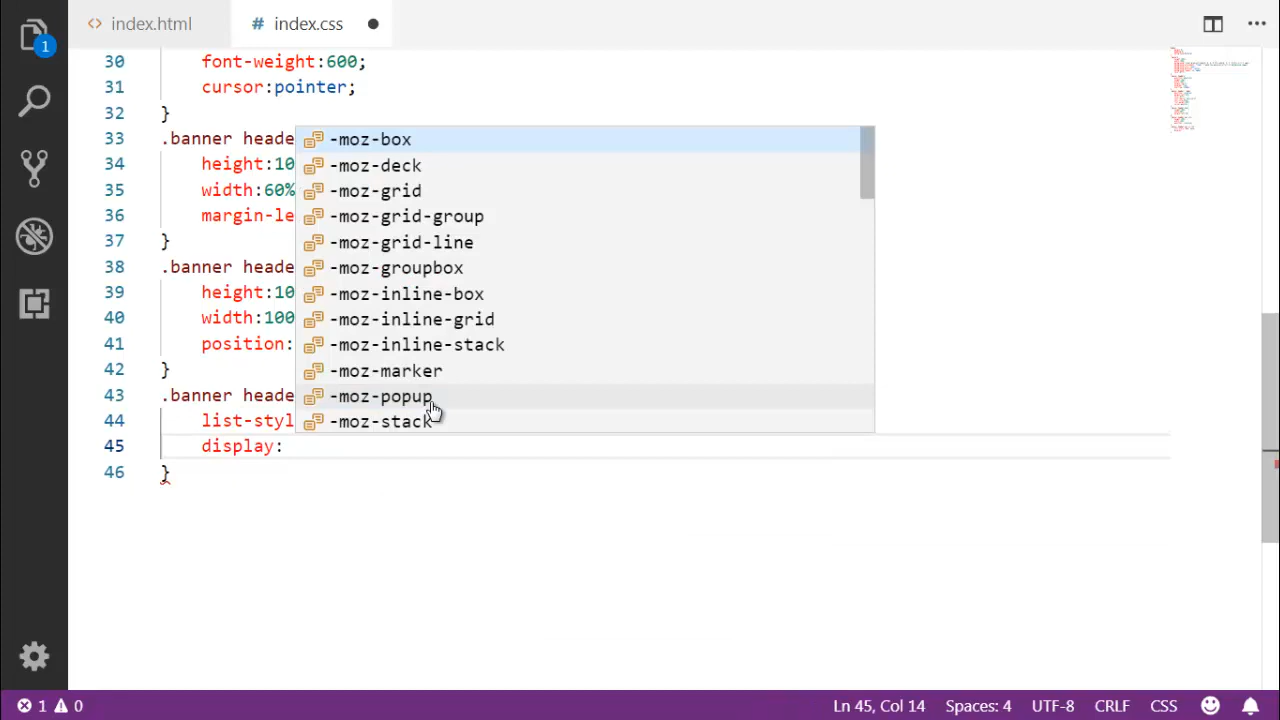 <> index.html # index.css
1
30 font-weight:600;
31 cursor:pointer;
32 }
33 .banner heade
34 height:10
35 width:60%
36 margin-le
37 }
38 .banner heade
39 height:10
40 width:100
41 position:
42 }
43 .banner heade
44 list-styl
45 display:
46 }
-moz-box
-moz-deck
-moz-grid
-moz-grid-group
-moz-grid-line
-moz-groupbox
-moz-inline-box
-moz-inline-grid
-moz-inline-stack
-moz-marker
-moz-popup
-moz-stack
1 0 Ln 45, Col 14 Spaces: 4 UTF-8 CRLF CSS